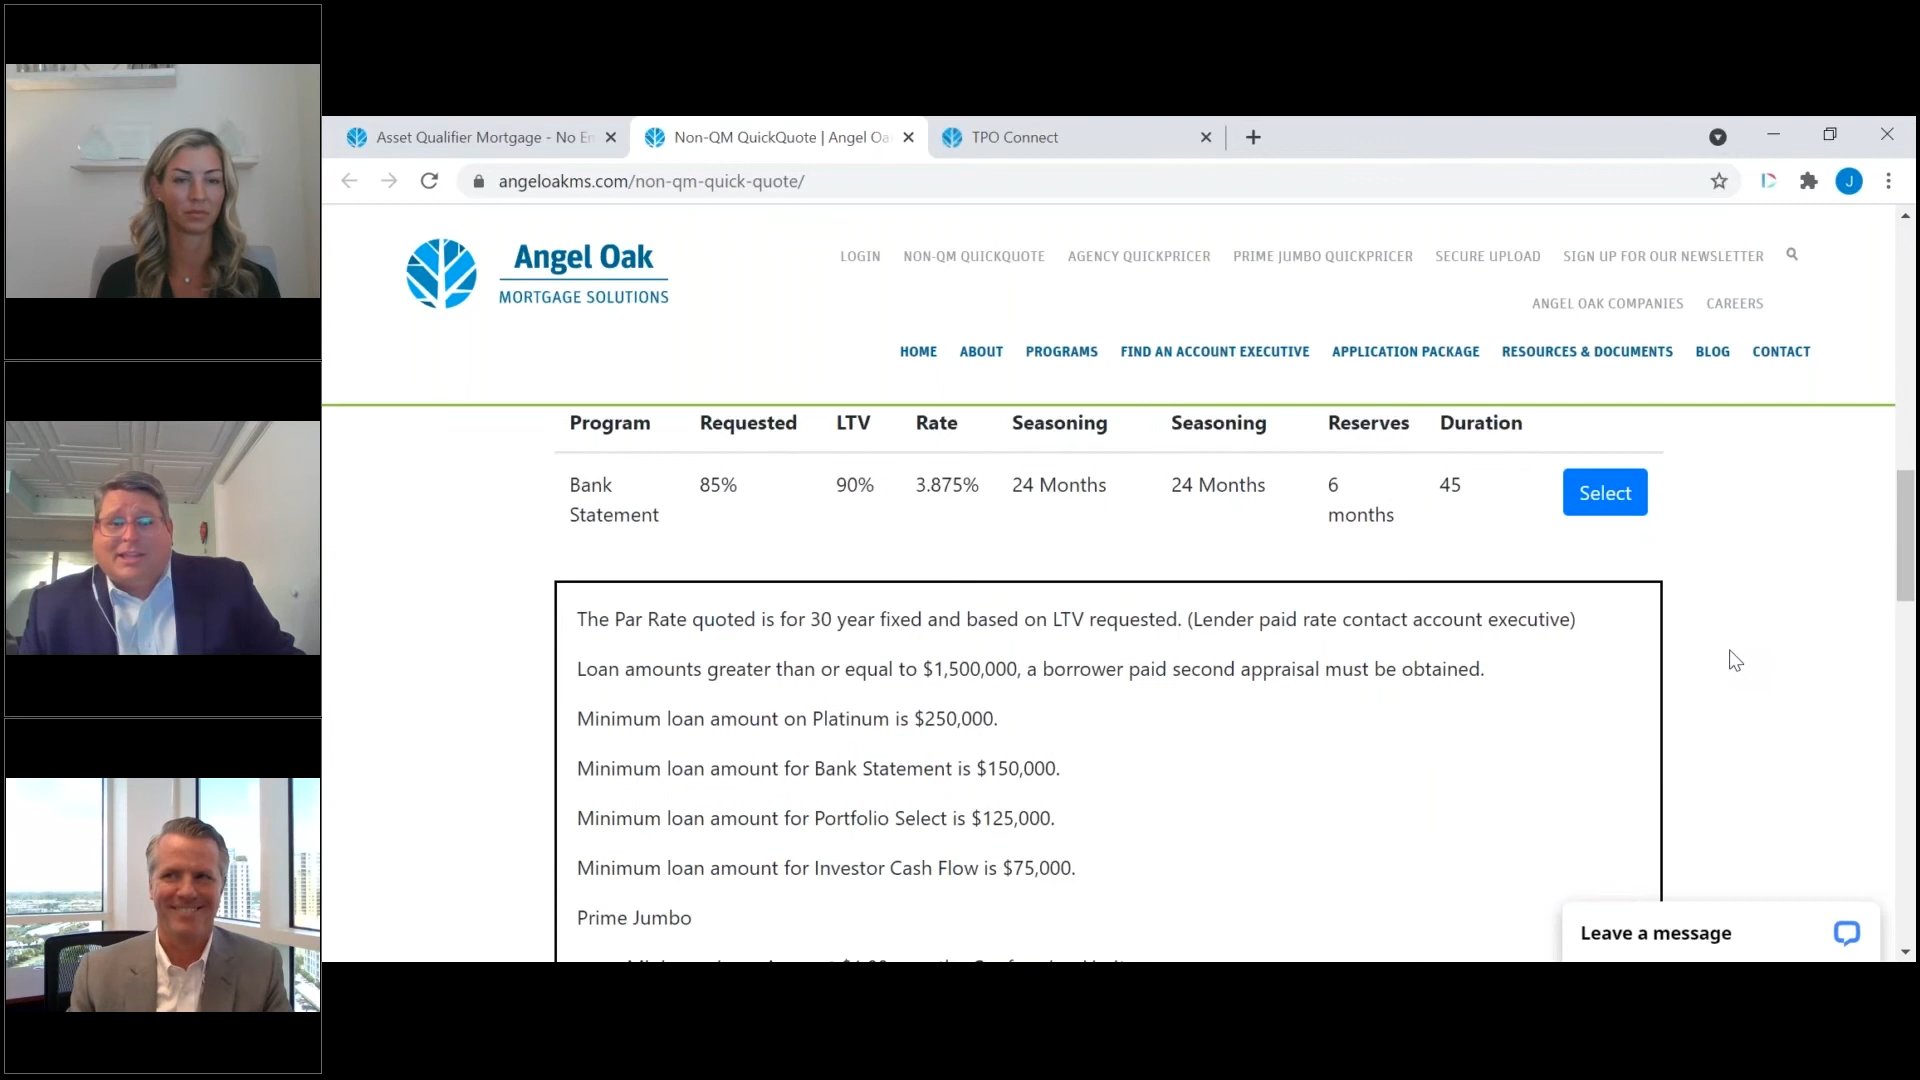 Asset Qualifier Mortgage - No E
Non-QM QuickQuote | Angel Oa
TPO Connect
angeloakms.com/non-qm-quick-quote/
J
Angel Oak
MORTGAGE SOLUTIONS
LOGIN NON-QM QUICKQUOTE AGENCY QUICKPRICER PRIME JUMBO QUICKPRICER SECURE UPLOAD SIGN UP FOR OUR NEWSLETTER
ANGEL OAK COMPANIES CAREERS
HOME ABOUT PROGRAMS FIND AN ACCOUNT EXECUTIVE APPLICATION PACKAGE RESOURCES & DOCUMENTS BLOG CONTACT
Program Requested LTV Rate Seasoning Seasoning Reserves Duration
Bank 85% 90% 3.875% 24 Months 24 Months 6 45 Select
Statement months
The Par Rate quoted is for 30 year fixed and based on LTV requested. (Lender paid rate contact account executive)
Loan amounts greater than or equal to $1,500,000, a borrower paid second appraisal must be obtained.
Minimum loan amount on Platinum is $250,000.
Minimum loan amount for Bank Statement is $150,000.
Minimum loan amount for Portfolio Select is $125,000.
Minimum loan amount for Investor Cash Flow is $75,000.
Prime Jumbo
Leave a message